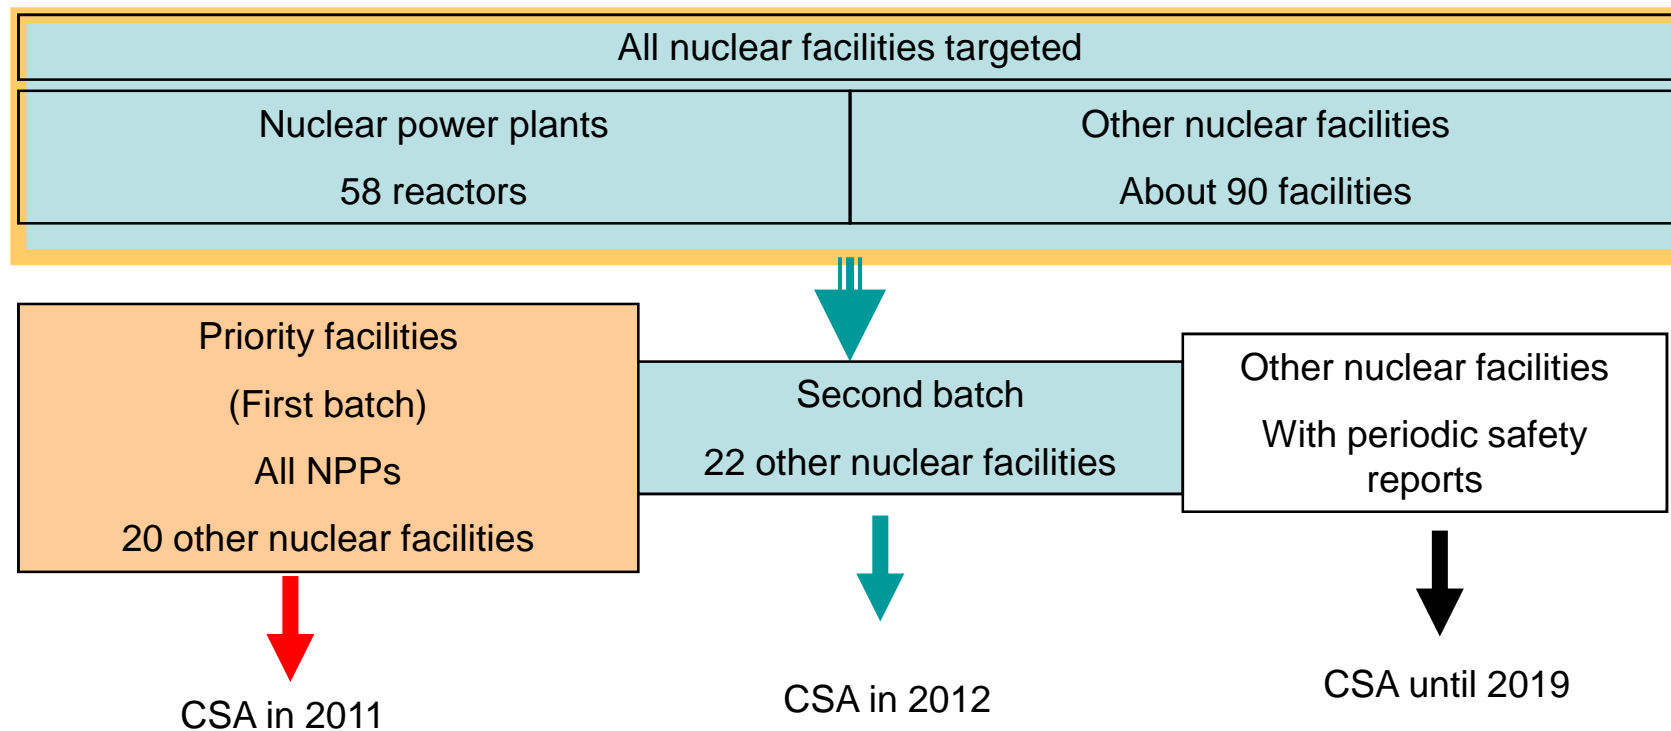 All nuclear facilities targeted
Nuclear power plants
58 reactors
Other nuclear facilities
About 90 facilities
Priority facilities
(First batch)
All NPPs
20 other nuclear facilities
Second batch
22 other nuclear facilities
Other nuclear facilities
With periodic safety
reports
CSA in 2011
CSA in 2012
CSA until 2019